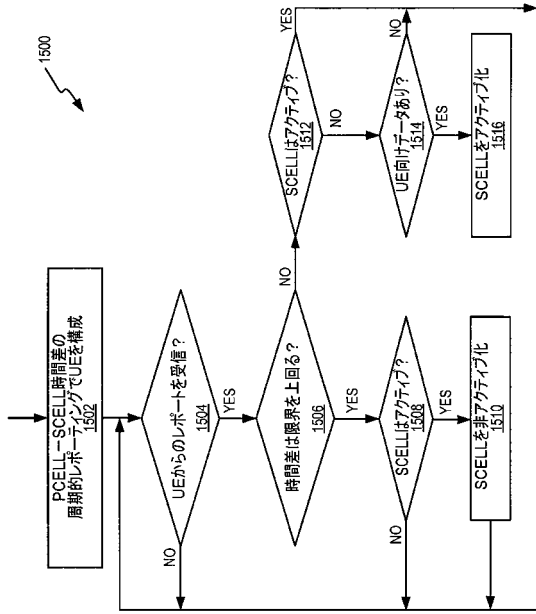 1500
PCELL−SCELL時間差の
周期的レポーティングでUEを構成
1502
UEからのレポートを受信？
1504
NO
YES
時間差は限界を上回る？
1506
NO
YES
SCELLはアクティブ？
1508
NO
YES
SCELLを非アクティブ化
1510
SCELLはアクティブ？
1512
YES
NO
UE向けデータあり？
1514
NO
YES
SCELLをアクティブ化
1516